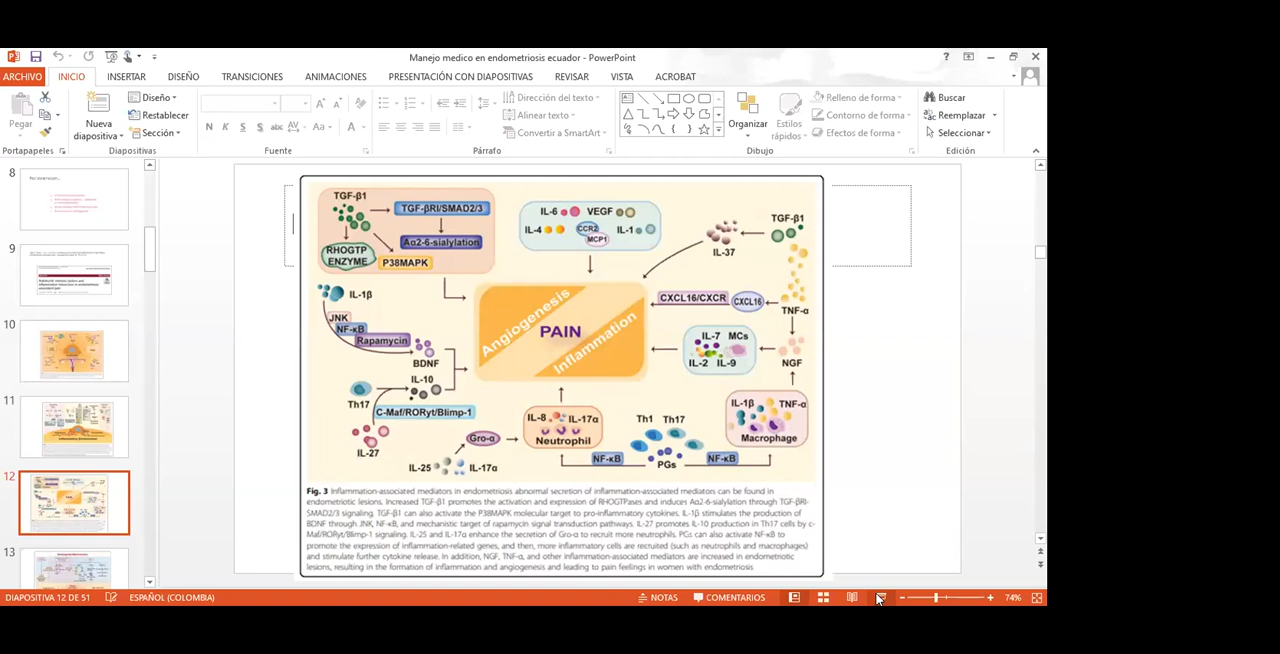 Manejo medico en endometriosis ecuador - PowerPoint
ARCHIVO INICIO INSERTAR DISEÑO TRANSICIONES ANIMACIONES PRESENTACIÓN CON DIAPOSITIVAS REVISAR VISTA ACROBAT
Pegar
Nueva diapositiva
Diseño
Restablecer
Sección
N K S S abc AV Aa A
Dirección del texto
Alinear texto
Convertir a SmartArt
Organizar
Estilos rápidos
Relleno de forma
Contorno de forma
Efectos de forma
Buscar
Reemplazar
Seleccionar
Portapapeles Diapositivas Fuente Párrafo Dibujo Edición
8
9
10
11
12
13
TGF-β1
TGF-βRI/SMAD2/3
Aα2-6-sialylation
RHOGTP
ENZYME
P38MAPK
IL-6 VEGF
IL-4 CCR2 IL-1
MCP1
TGF-β1
IL-37
IL-1β
JNK
NF-κB
Rapamycin
BDNF
Angiogenesis
PAIN
Inflammation
CXCL16/CXCR CXCL16
TNF-α
IL-7 MCs
IL-2 IL-9
NGF
IL-10
Th17
C-Maf/RORγt/Blimp-1
IL-27
Gro-α
IL-25 IL-17α
IL-8 IL-17α
Neutrophil
Th1 Th17
NF-κB PGs NF-κB
IL-1β TNF-α
Macrophage
Fig. 3 Inflammation-associated mediators in endometriosis abnormal secretion of inflammation-associated mediators can be found in
endometriotic lesions. Increased TGF-β1 promotes the activation and expression of RHOGTPases and induces Aα2-6-sialylation through TGF-βRI-
SMAD2/3 signaling. TGF-β1 can also activate the P38MAPK molecular target to pro-inflammatory cytokines. IL-1β stimulates the production of
BDNF through JNK, NF-κB, and mechanistic target of rapamycin signal transduction pathways. IL-27 promotes IL-10 production in Th17 cells by c-
Maf/RORγt/Blimp-1 signaling. IL-25 and IL-17α enhance the secretion of Gro-α to recruit more neutrophils. PGs can also activate NF-κB to
promote the expression of inflammation-related genes, and then, more inflammatory cells are recruited (such as neutrophils and macrophages)
and stimulate further cytokine release. In addition, NGF, TNF-α, and other inflammation-associated mediators are increased in endometriotic
lesions, resulting in the formation of inflammation and angiogenesis and leading to pain feelings in women with endometriosis
DIAPOSITIVA 12 DE 51 ESPAÑOL (COLOMBIA) NOTAS COMENTARIOS 74%